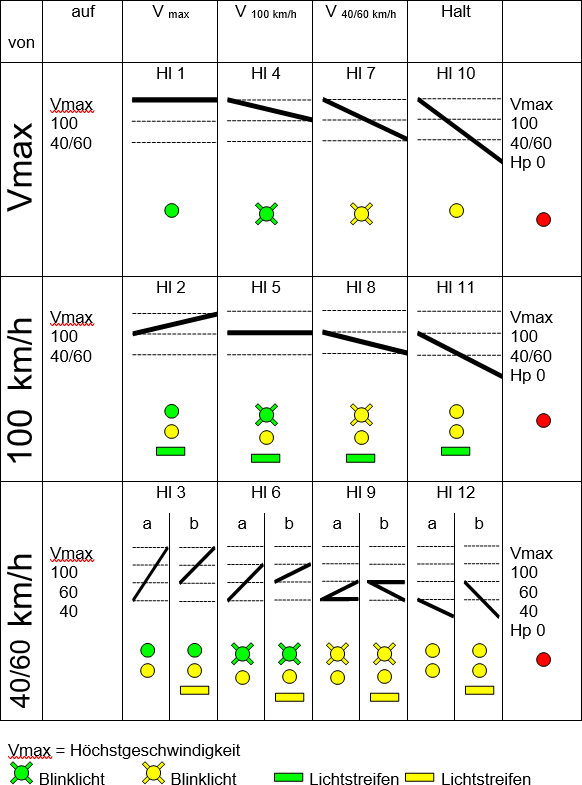 auf V max V 100 km/h V 40/60 km/h Halt
von
Vmax
Hl 1 Hl 4 Hl 7 Hl 10
Vmax Vmax
100 100
40/60 40/60
Hp 0
100 km/h
Hl 2 Hl 5 Hl 8 Hl 11
Vmax Vmax
100 100
40/60 40/60
Hp 0
40/60 km/h
Hl 3 Hl 6 Hl 9 Hl 12
a b a b a b a b
Vmax Vmax
100 100
60 60
40 40
Hp 0
Vmax = Höchstgeschwindigkeit
Blinklicht Blinklicht Lichtstreifen Lichtstreifen